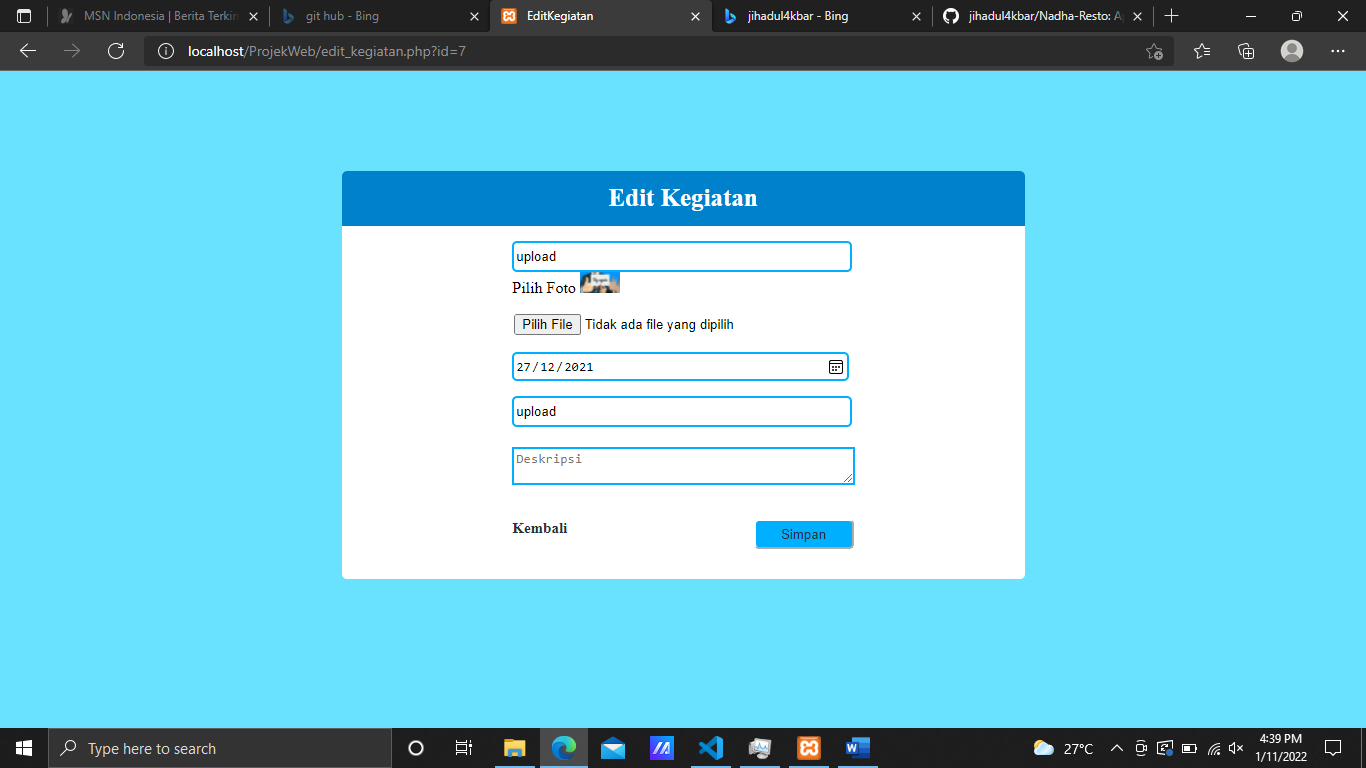 MSN Indonesia | Berita Terkin
git hub - Bing
EditKegiatan
jihadul4kbar - Bing
jihadul4kbar/Nadha-Resto: A
localhost/ProjekWeb/edit_kegiatan.php?id=7
Edit Kegiatan
upload
Pilih Foto
Pilih File Tidak ada file yang dipilih
27/12/2021
upload
Deskripsi
Kembali
Simpan
Type here to search
27°C
4:39 PM
1/11/2022